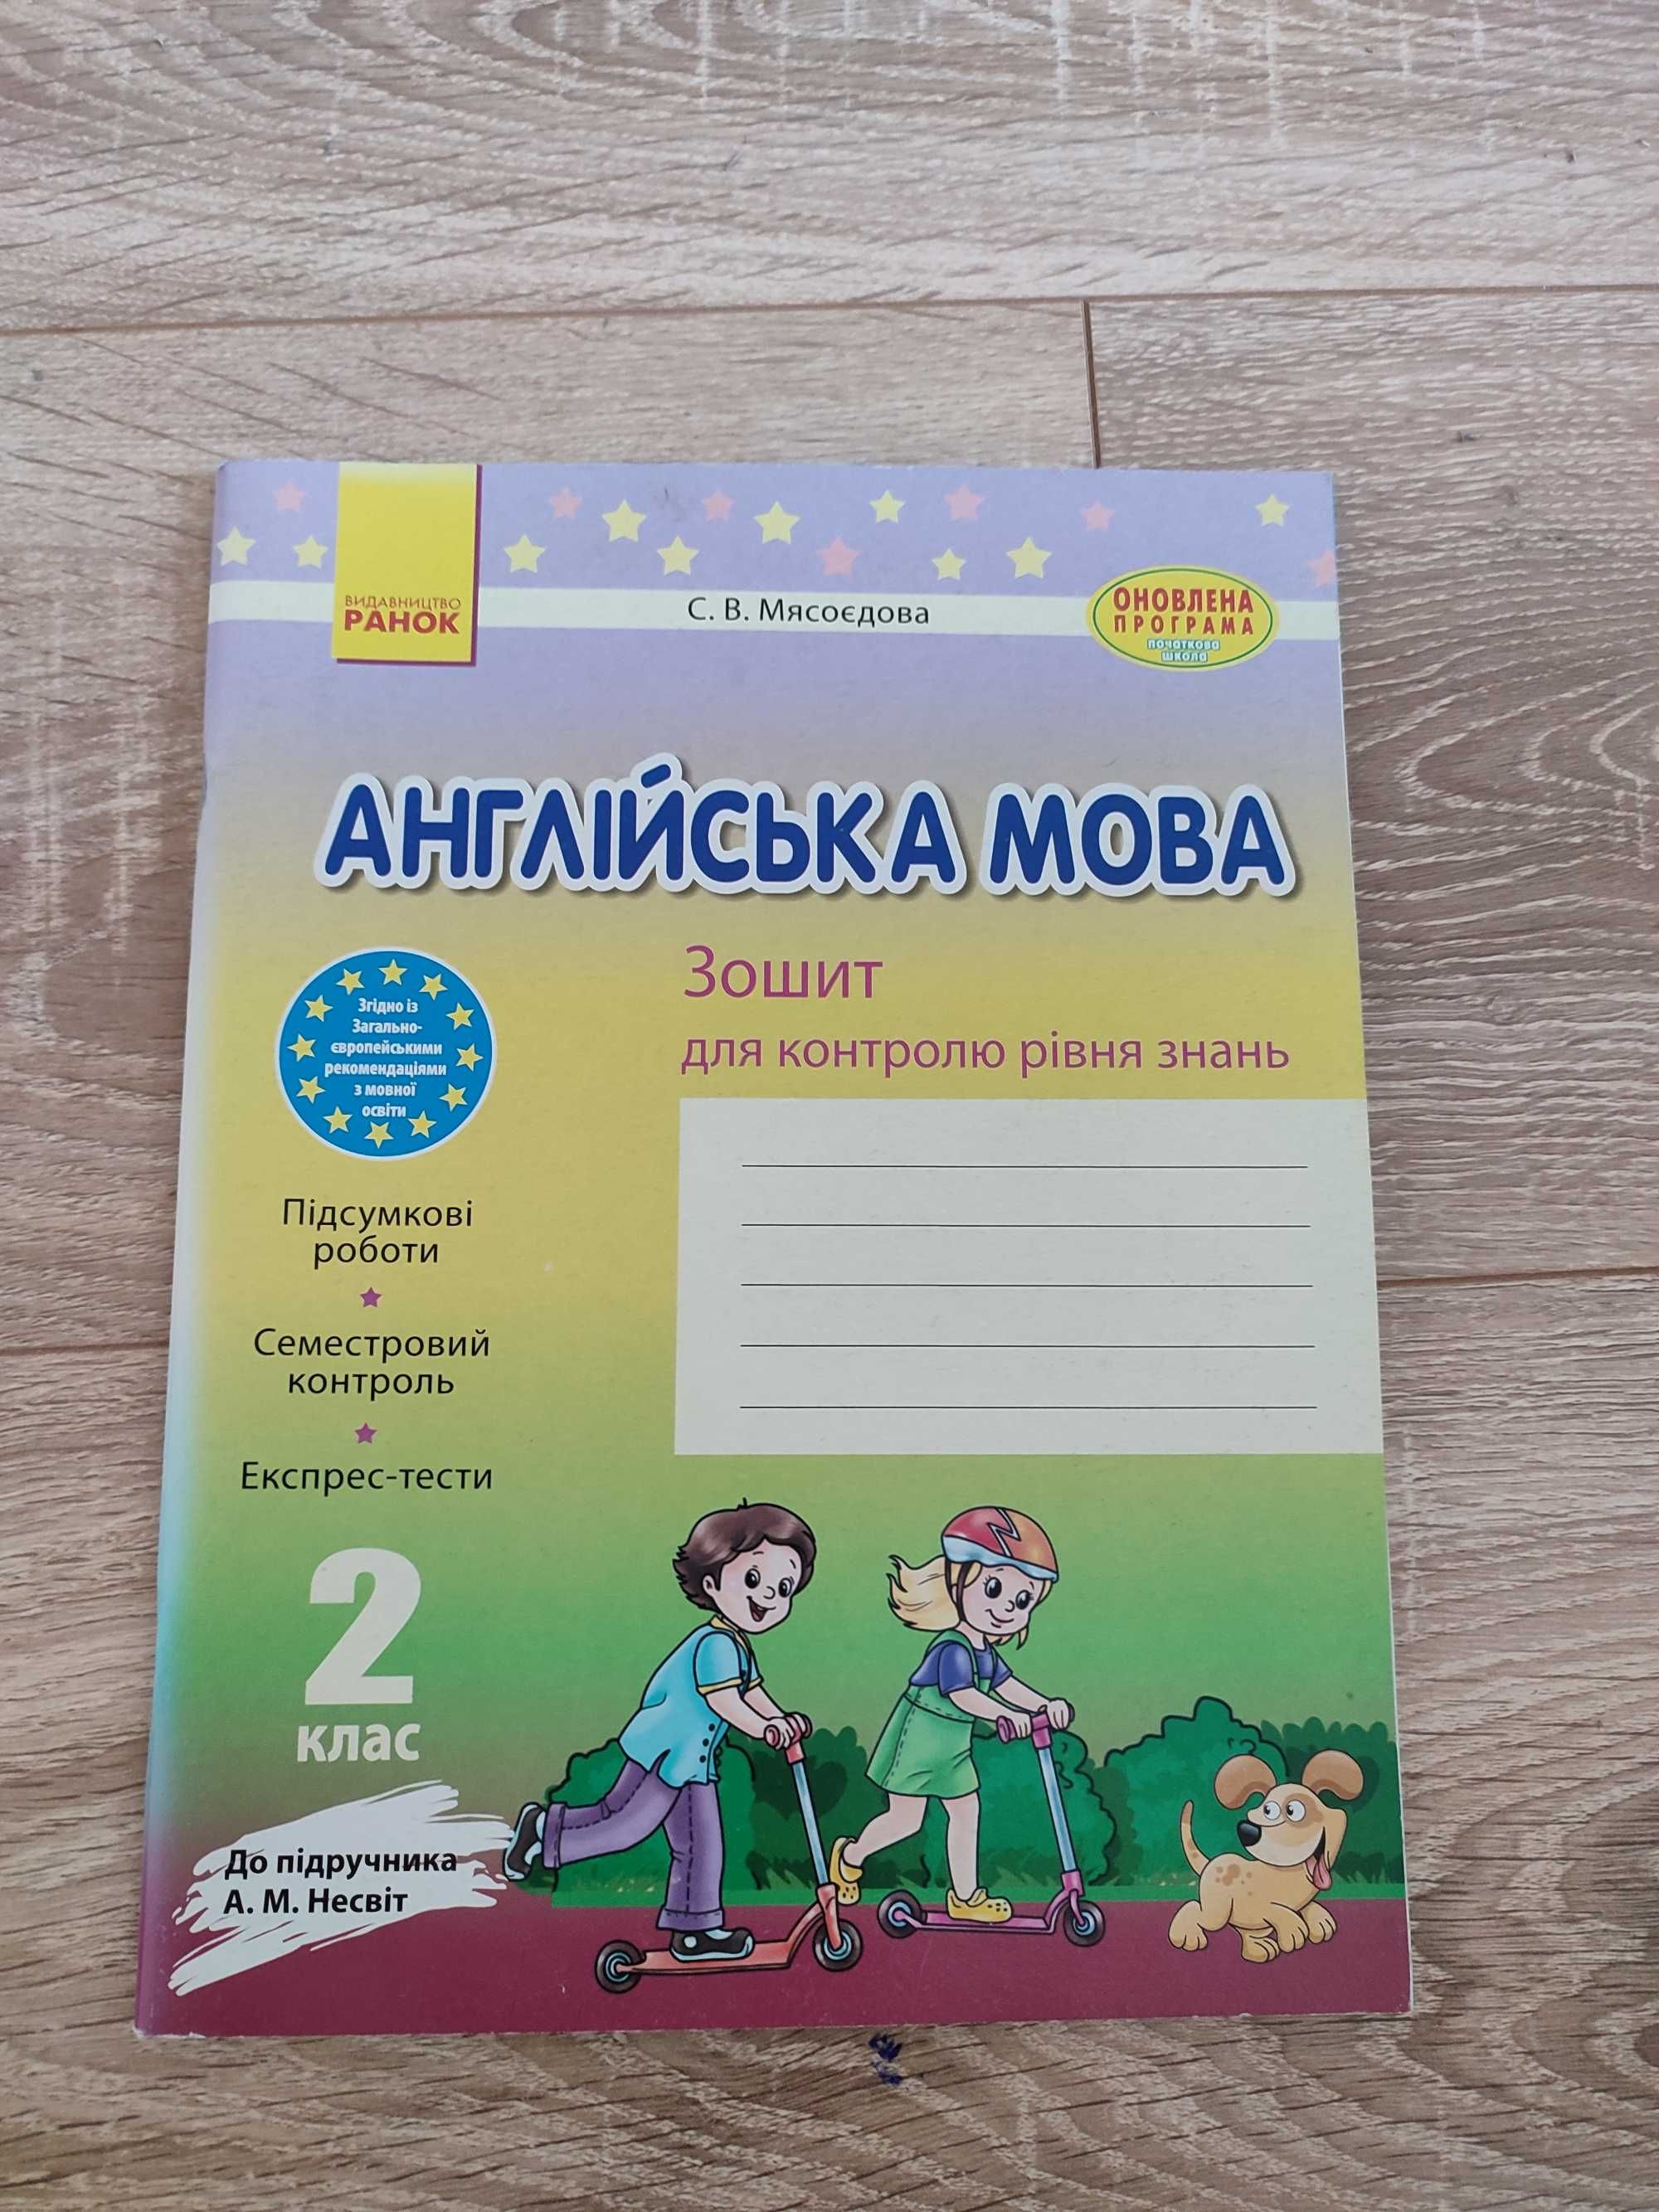 ВИДАВНИЦТВО
РАНОК
С. В. Мясоєдова
ОНОВЛЕНА
ПРОГРАМА
початкова
школа
АНГЛІЙСЬКА МОВА
Зошит
для контролю рівня знань
Згідно із
Загально-
європейськими
рекомендаціями
з мовної
освіти
Підсумкові
роботи
Семестровий
контроль
Експрес-тести
2
клас
До підручника
А. М. Несвіт